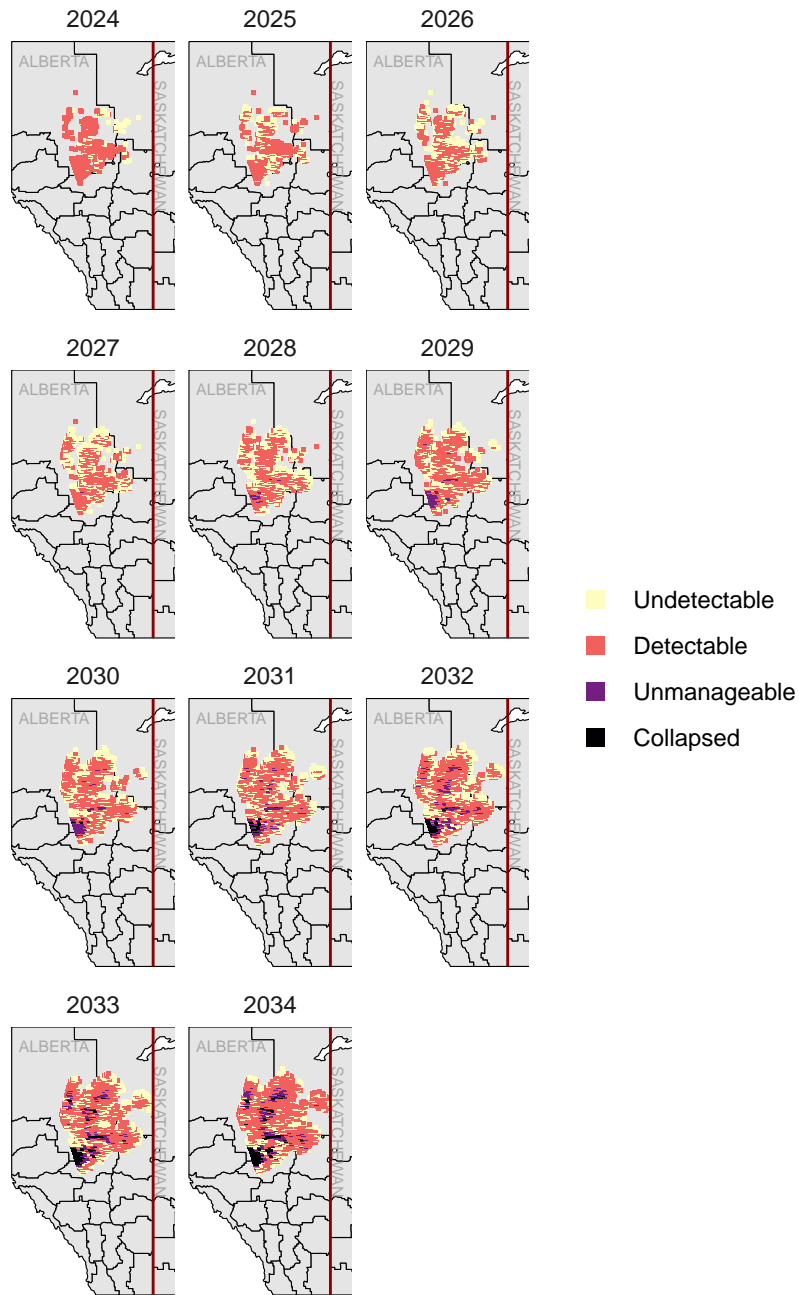 2024 2025 2026
ALBERTA ALBERTA ALBERTA
SASKATCHEWAN SASKATCHEWAN SASKATCHEWAN
2027 2028 2029
ALBERTA ALBERTA ALBERTA
SASKATCHEWAN SASKATCHEWAN SASKATCHEWAN
Undetectable
Detectable
Unmanageable
Collapsed
2030 2031 2032
ALBERTA ALBERTA ALBERTA
SASKATCHEWAN SASKATCHEWAN SASKATCHEWAN
2033 2034
ALBERTA ALBERTA
SASKATCHEWAN SASKATCHEWAN